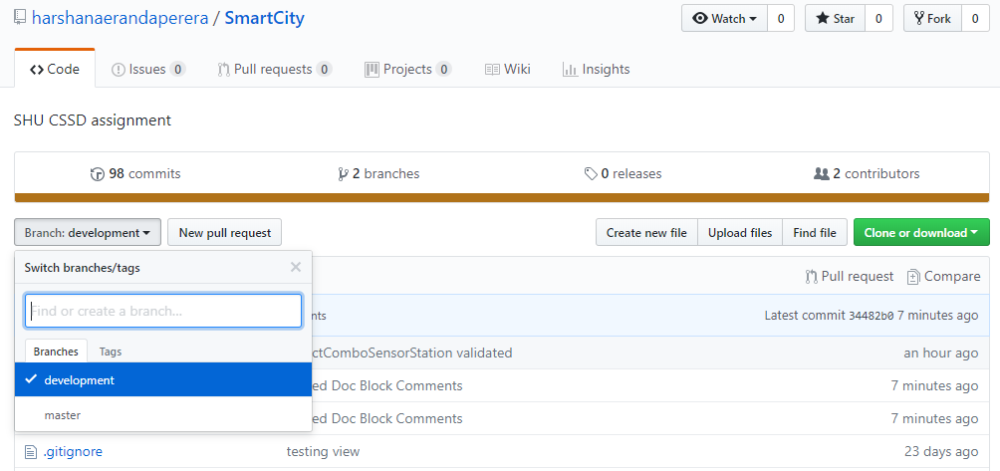 harshanaerandaperera / SmartCity
Watch 0 Star 0 Fork 0
Code Issues 0 Pull requests 0 Projects 0 Wiki Insights
SHU CSSD assignment
98 commits 2 branches 0 releases 2 contributors
Branch: development New pull request Create new file Upload files Find file Clone or download
Switch branches/tags
Pull request Compare
Find or create a branch...
nts Latest commit 34482b0 7 minutes ago
Branches Tags
ctComboSensorStation validated an hour ago
development
ed Doc Block Comments 7 minutes ago
master
ed Doc Block Comments 7 minutes ago
.gitignore testing view 23 days ago